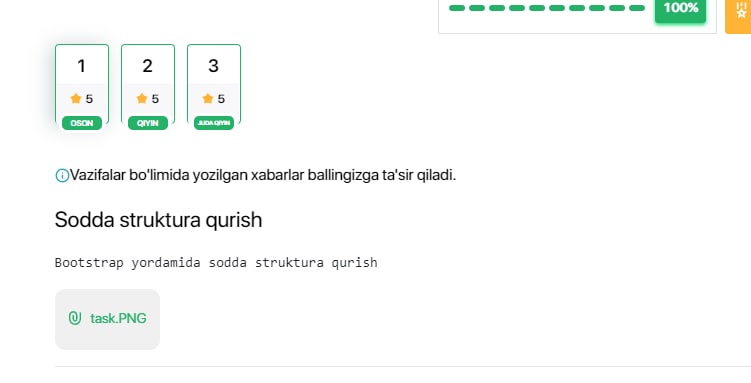 100%
1 2 3
5 5 5
OSON QIYIN JUDA QIYIN
Vazifalar bo'limida yozilgan xabarlar ballingizga ta'sir qiladi.
Sodda struktura qurish
Bootstrap yordamida sodda struktura qurish
task.PNG